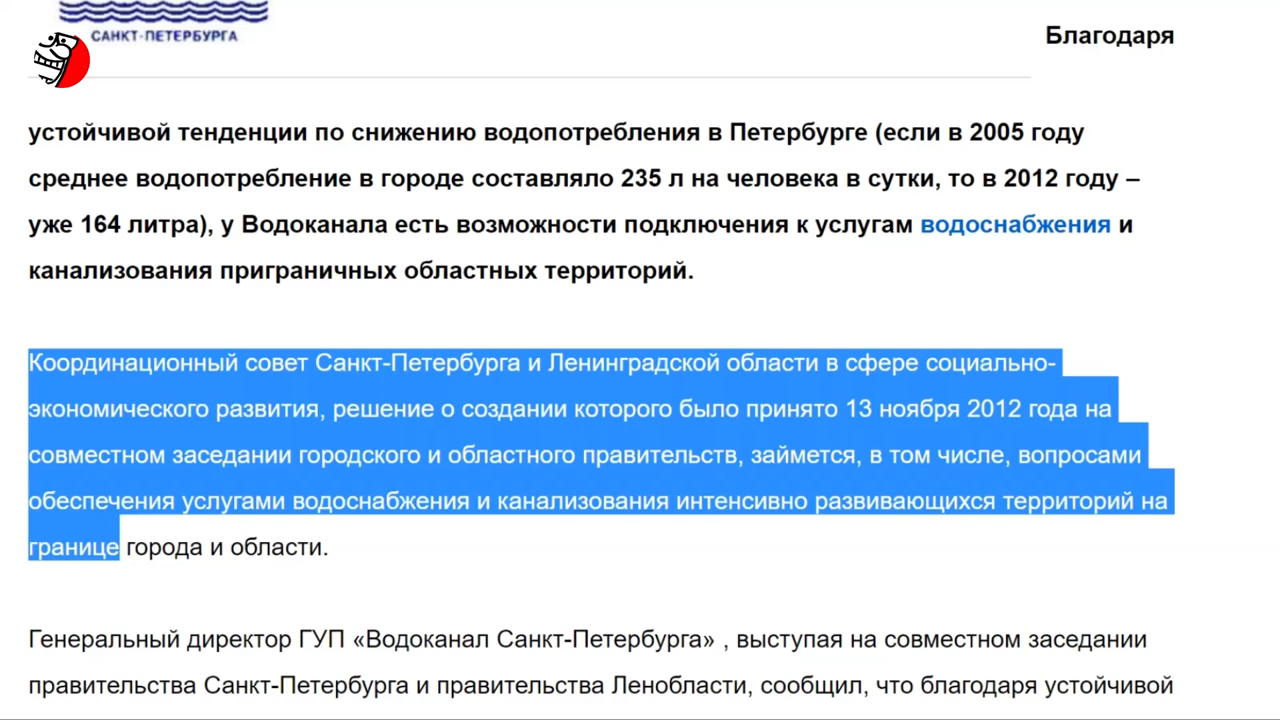 САНКТ-ПЕТЕРБУРГА
Благодаря
устойчивой тенденции по снижению водопотребления в Петербурге (если в 2005 году
среднее водопотребление в городе составляло 235 л на человека в сутки, то в 2012 году –
уже 164 литра), у Водоканала есть возможности подключения к услугам водоснабжения и
канализования приграничных областных территорий.
Координационный совет Санкт-Петербурга и Ленинградской области в сфере социально-
экономического развития, решение о создании которого было принято 13 ноября 2012 года на
совместном заседании городского и областного правительств, займется, в том числе, вопросами
обеспечения услугами водоснабжения и канализования интенсивно развивающихся территорий на
границе города и области.
Генеральный директор ГУП «Водоканал Санкт-Петербурга» , выступая на совместном заседании
правительства Санкт-Петербурга и правительства Ленобласти, сообщил, что благодаря устойчивой